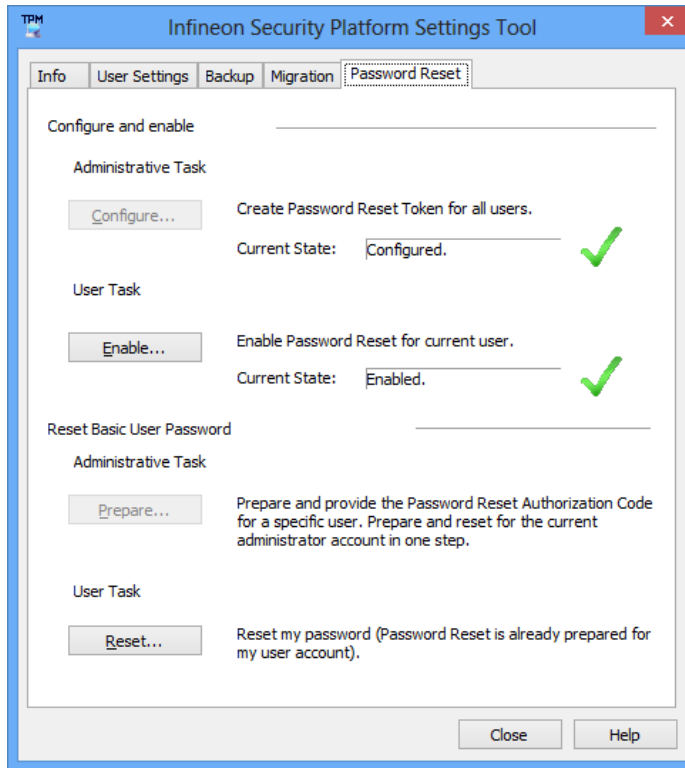 TPM
Infineon Security Platform Settings Tool
Info
User Settings
Backup
Migration
Password Reset
Configure and enable
Administrative Task
Configure...
Create Password Reset Token for all users.
Current State:
Configured.
User Task
Enable...
Enable Password Reset for current user.
Current State:
Enabled.
Reset Basic User Password
Administrative Task
Prepare...
Prepare and provide the Password Reset Authorization Code
for a specific user. Prepare and reset for the current
administrator account in one step.
User Task
Reset...
Reset my password (Password Reset is already prepared for
my user account).
Close
Help